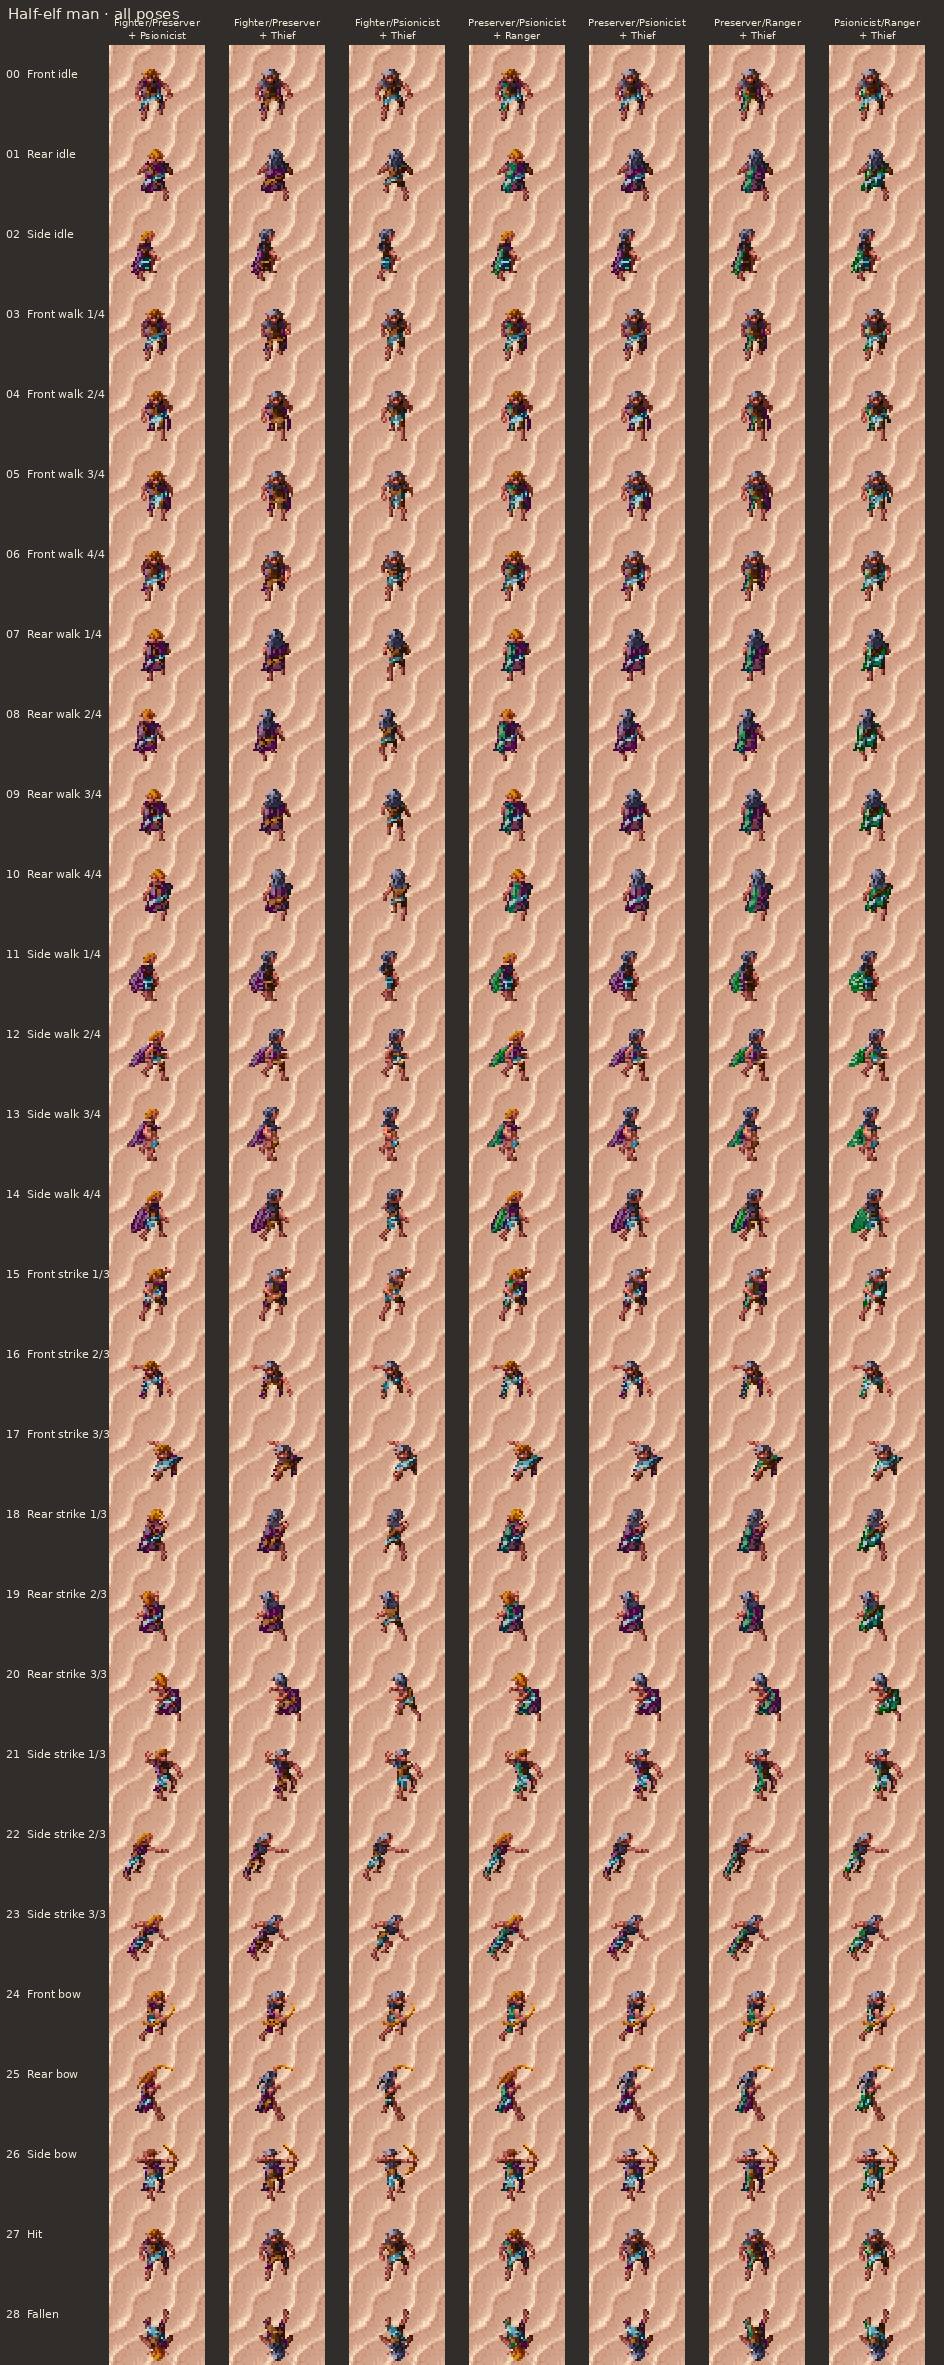 Half-elf man · all poses
Fighter/Preserver
+ Psionicist
Fighter/Preserver
+ Thief
Fighter/Psionicist
+ Thief
Preserver/Psionicist
+ Ranger
Preserver/Psionicist
+ Thief
Preserver/Ranger
+ Thief
Psionicist/Ranger
+ Thief
00 Front idle
01 Rear idle
02 Side idle
03 Front walk 1/4
04 Front walk 2/4
05 Front walk 3/4
06 Front walk 4/4
07 Rear walk 1/4
08 Rear walk 2/4
09 Rear walk 3/4
10 Rear walk 4/4
11 Side walk 1/4
12 Side walk 2/4
13 Side walk 3/4
14 Side walk 4/4
15 Front strike 1/3
16 Front strike 2/3
17 Front strike 3/3
18 Rear strike 1/3
19 Rear strike 2/3
20 Rear strike 3/3
21 Side strike 1/3
22 Side strike 2/3
23 Side strike 3/3
24 Front bow
25 Rear bow
26 Side bow
27 Hit
28 Fallen